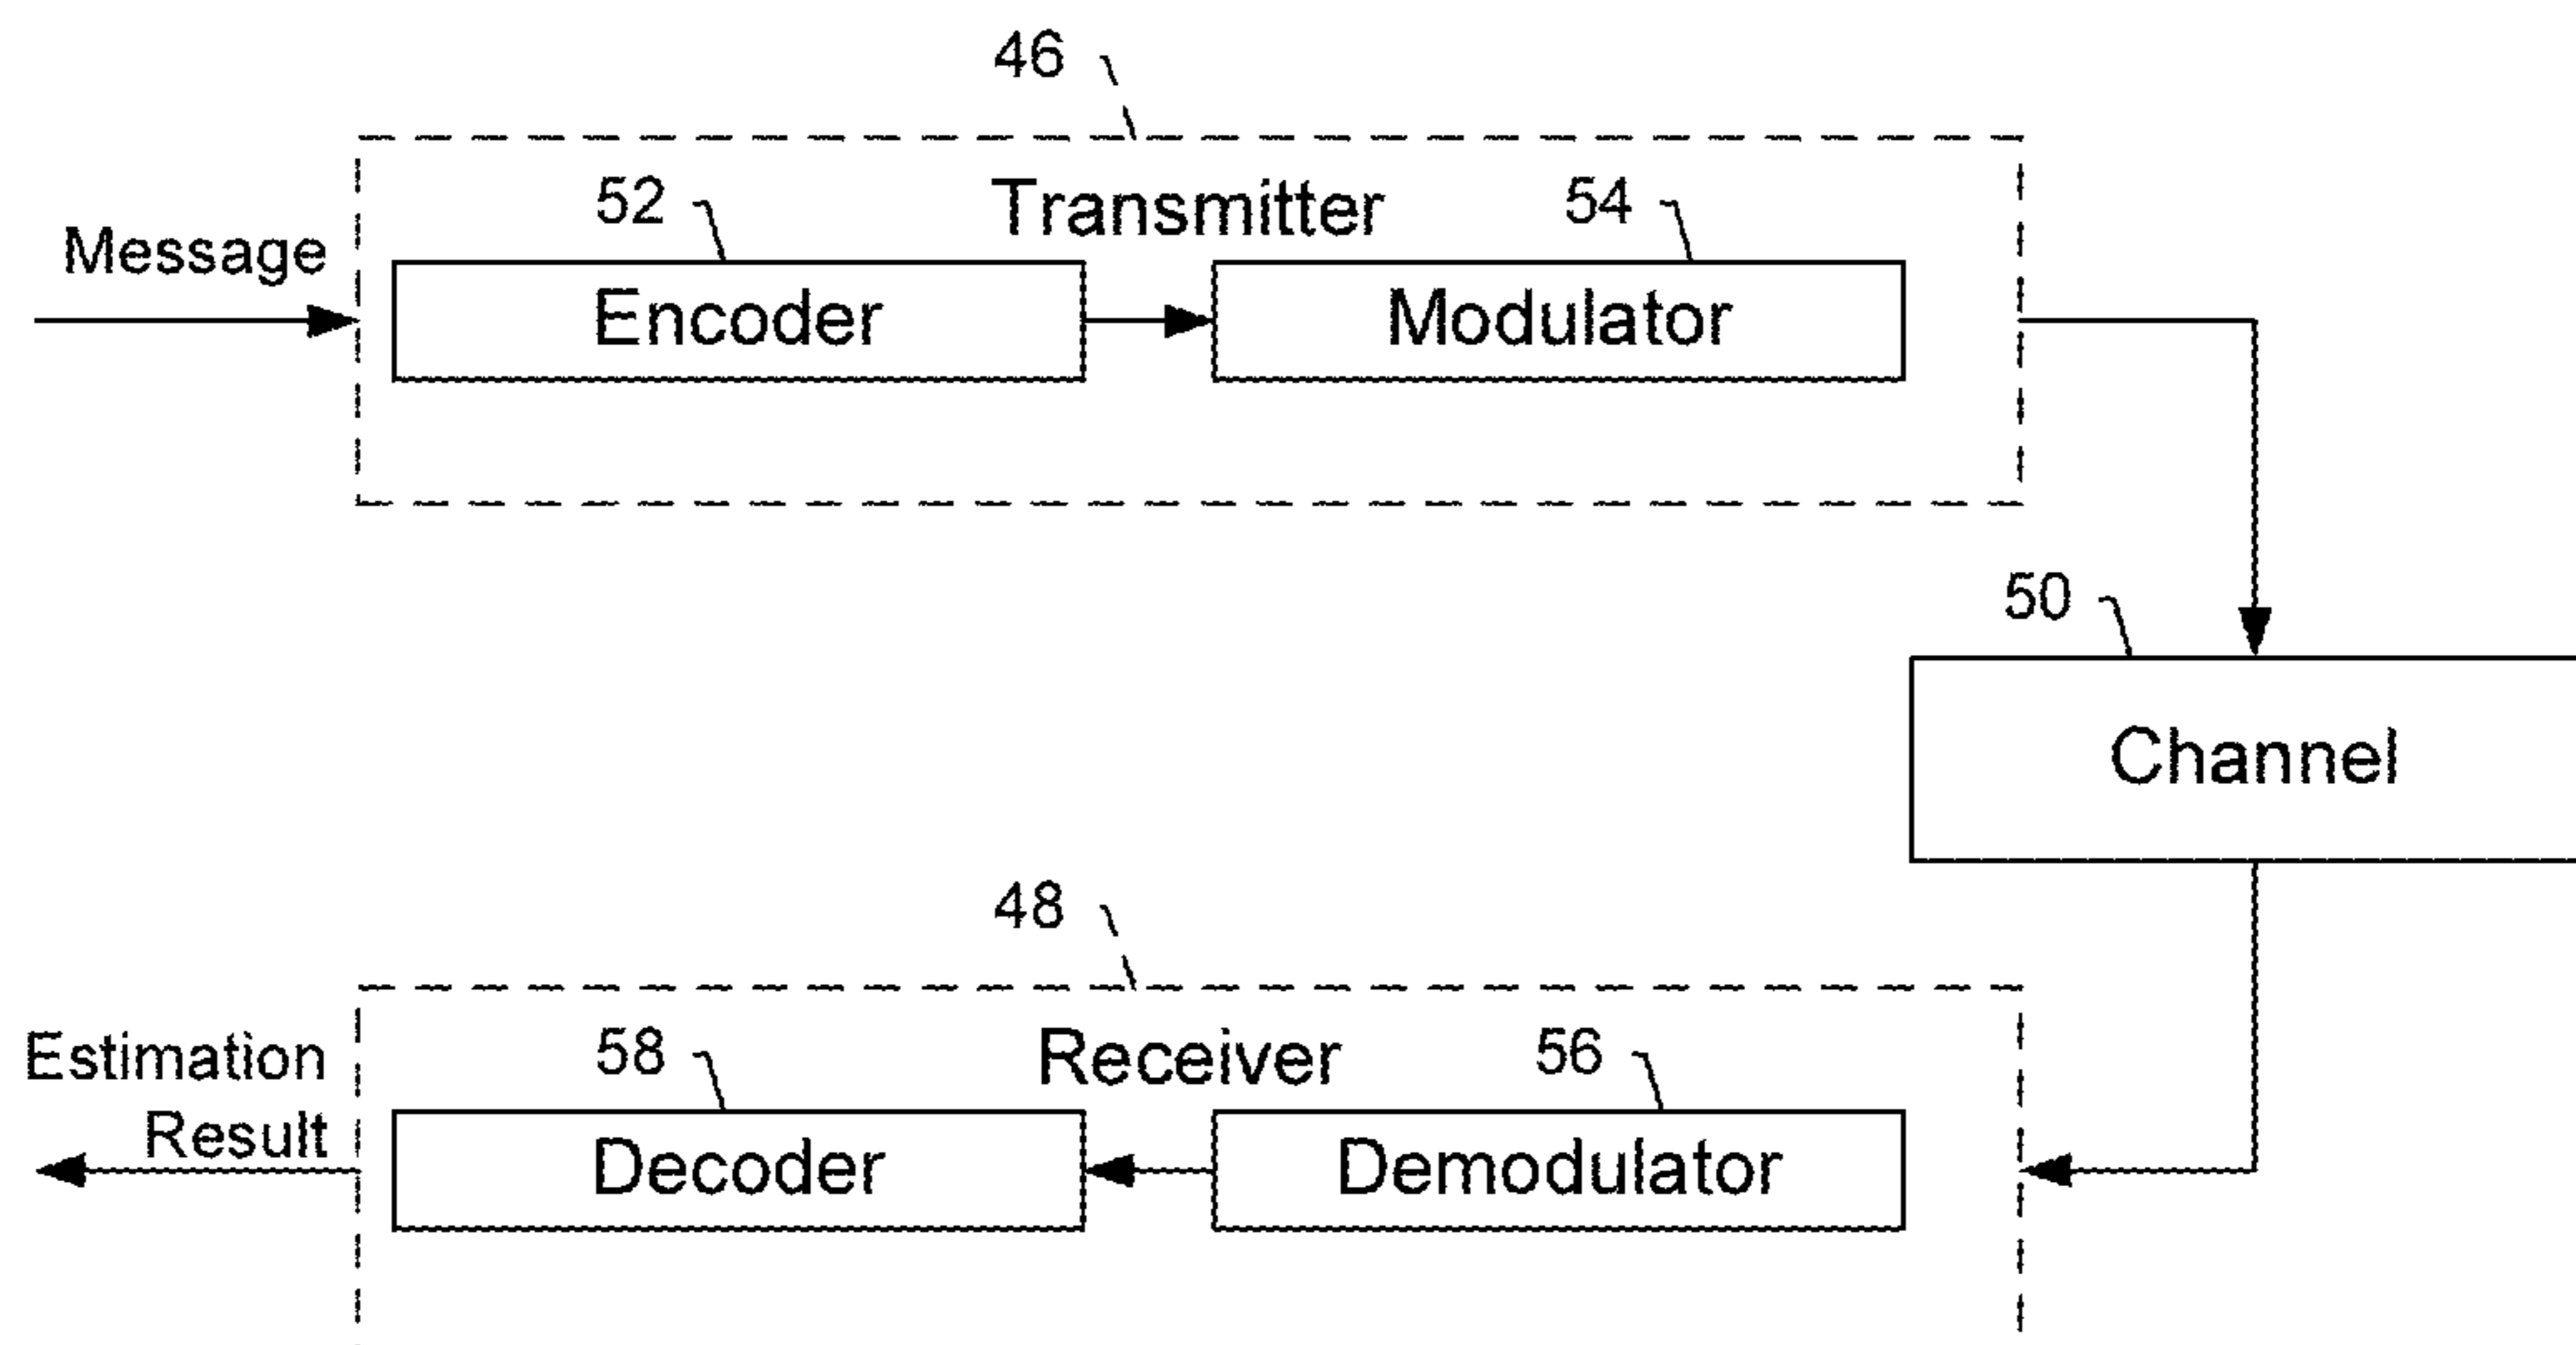 46
52
Transmitter
54
Message
Encoder
Modulator
50
Channel
48
58
Receiver
56
Estimation
Result
Decoder
Demodulator